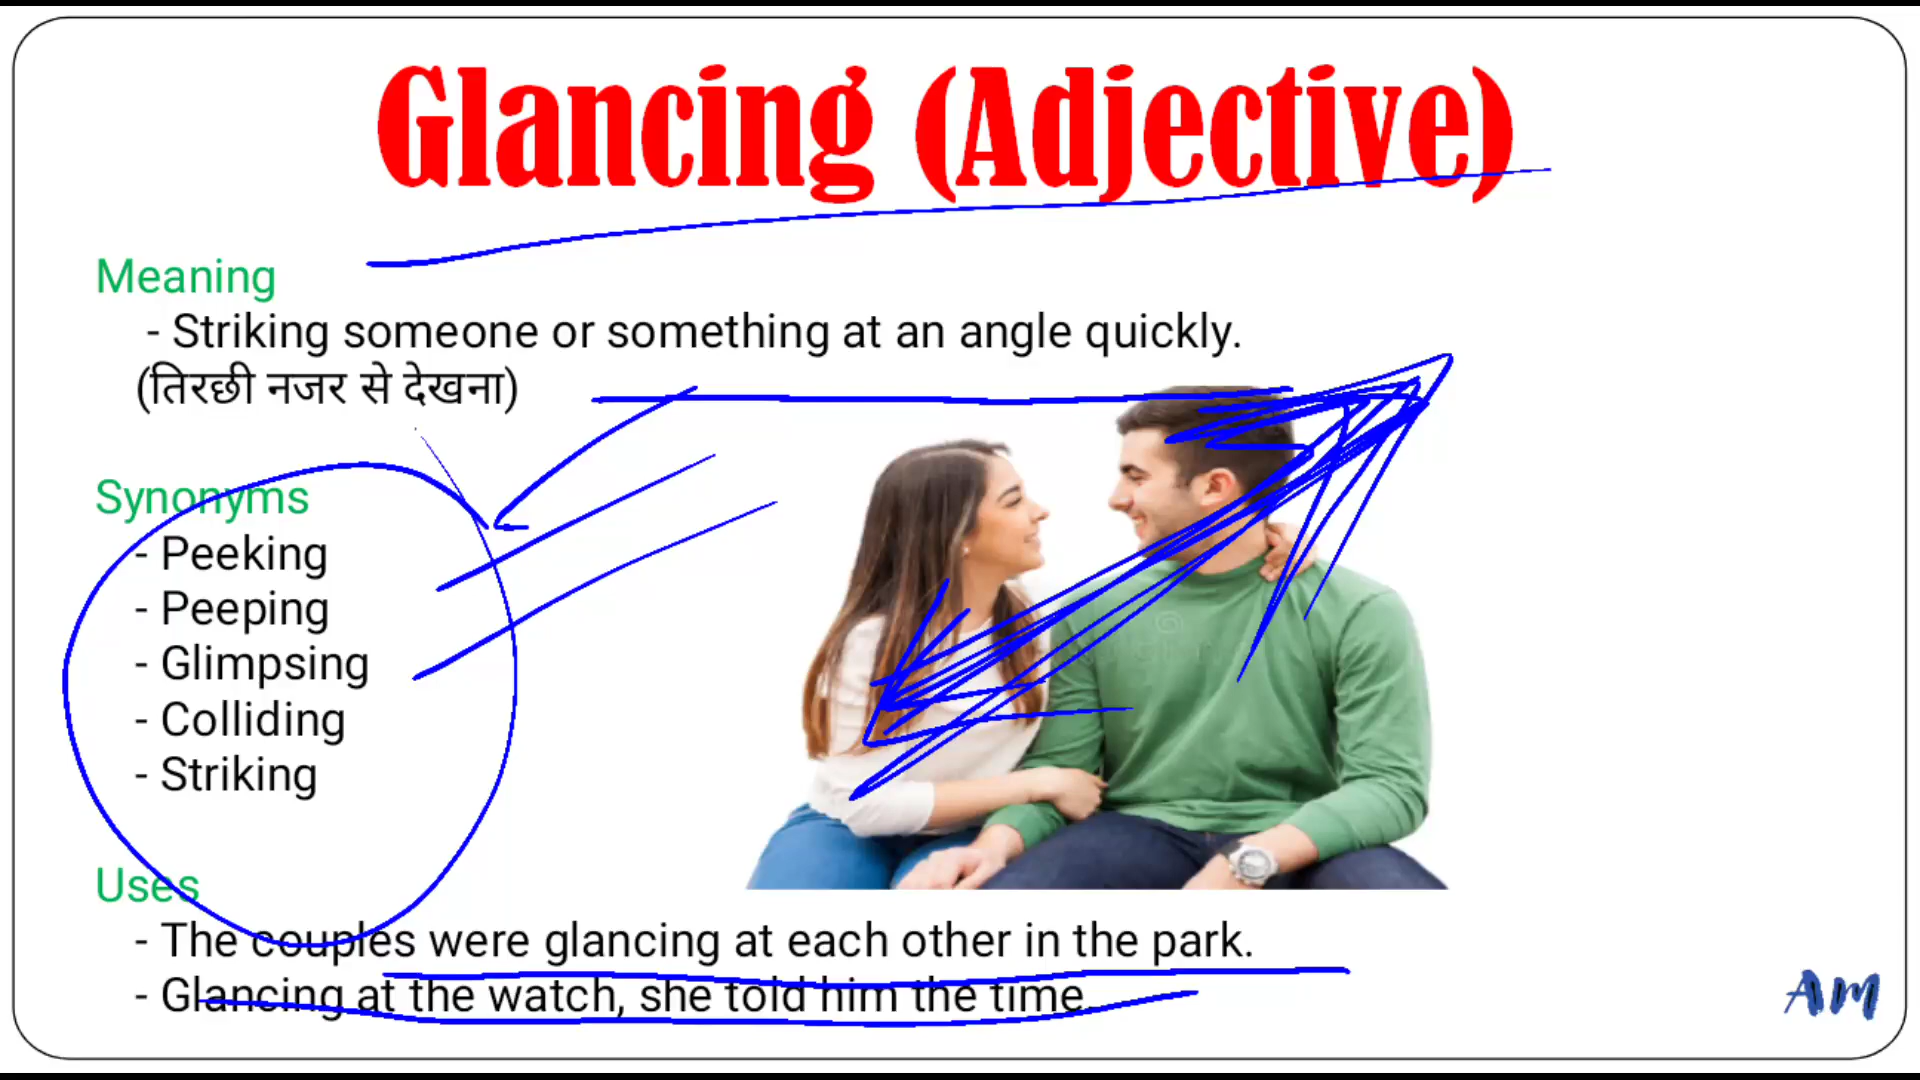 Glancing (Adjective)
Meaning
- Striking someone or something at an angle quickly.
(तिरछी नजर से देखना)
Synonyms
- Peeking
- Peeping
- Glimpsing
- Colliding
- Striking
Uses
- The couples were glancing at each other in the park.
- Glancing at the watch, she told him the time.
AM